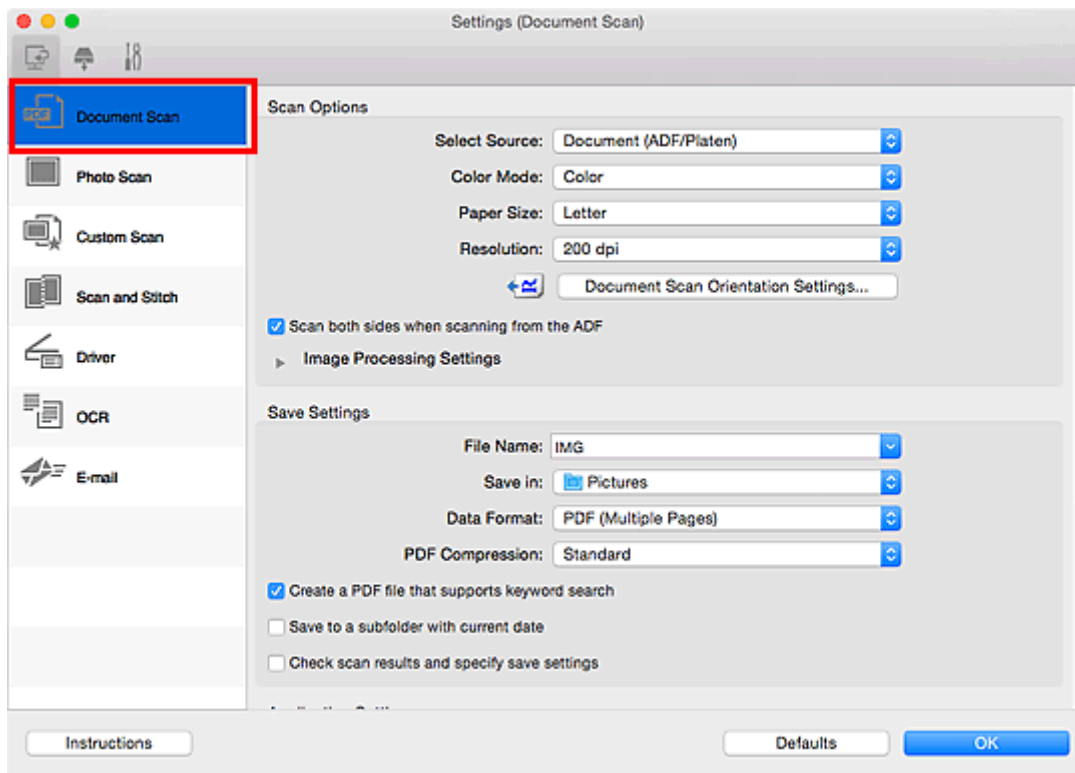 Settings (Document Scan)
PDF Document Scan
Photo Scan
Custom Scan
Scan and Stitch
Driver
OCR
E-mail
Scan Options
Select Source: Document (ADF/Platen)
Color Mode: Color
Paper Size: Letter
Resolution: 200 dpi
Document Scan Orientation Settings...
Scan both sides when scanning from the ADF
Image Processing Settings
Save Settings
File Name: IMG
Save in: Pictures
Data Format: PDF (Multiple Pages)
PDF Compression: Standard
Create a PDF file that supports keyword search
Save to a subfolder with current date
Check scan results and specify save settings
Instructions
Defaults
OK